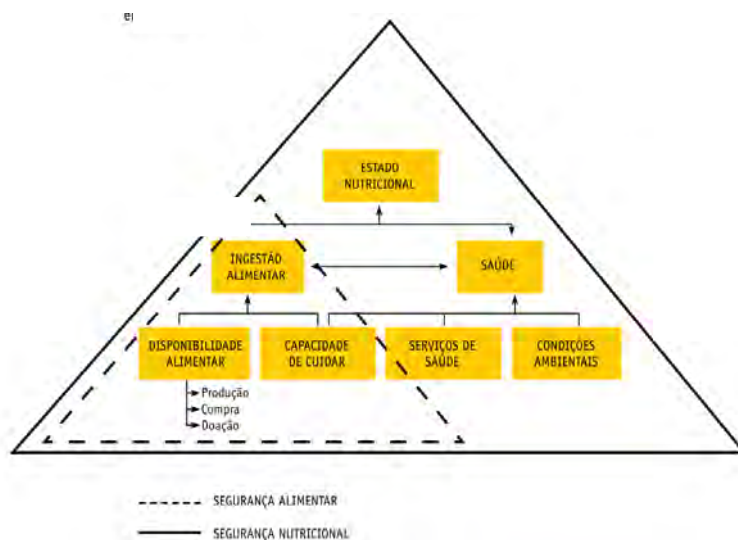 el
ESTADO
NUTRICIONAL
INGESTÃO
ALIMENTAR
SAÚDE
DISPONIBILIDADE
ALIMENTAR
CAPACIDADE
DE CUIDAR
SERVIÇOS DE
SAÚDE
CONDIÇÕES
AMBIENTAIS
Produção
Compra
Doação
SEGURANÇA ALIMENTAR
SEGURANÇA NUTRICIONAL